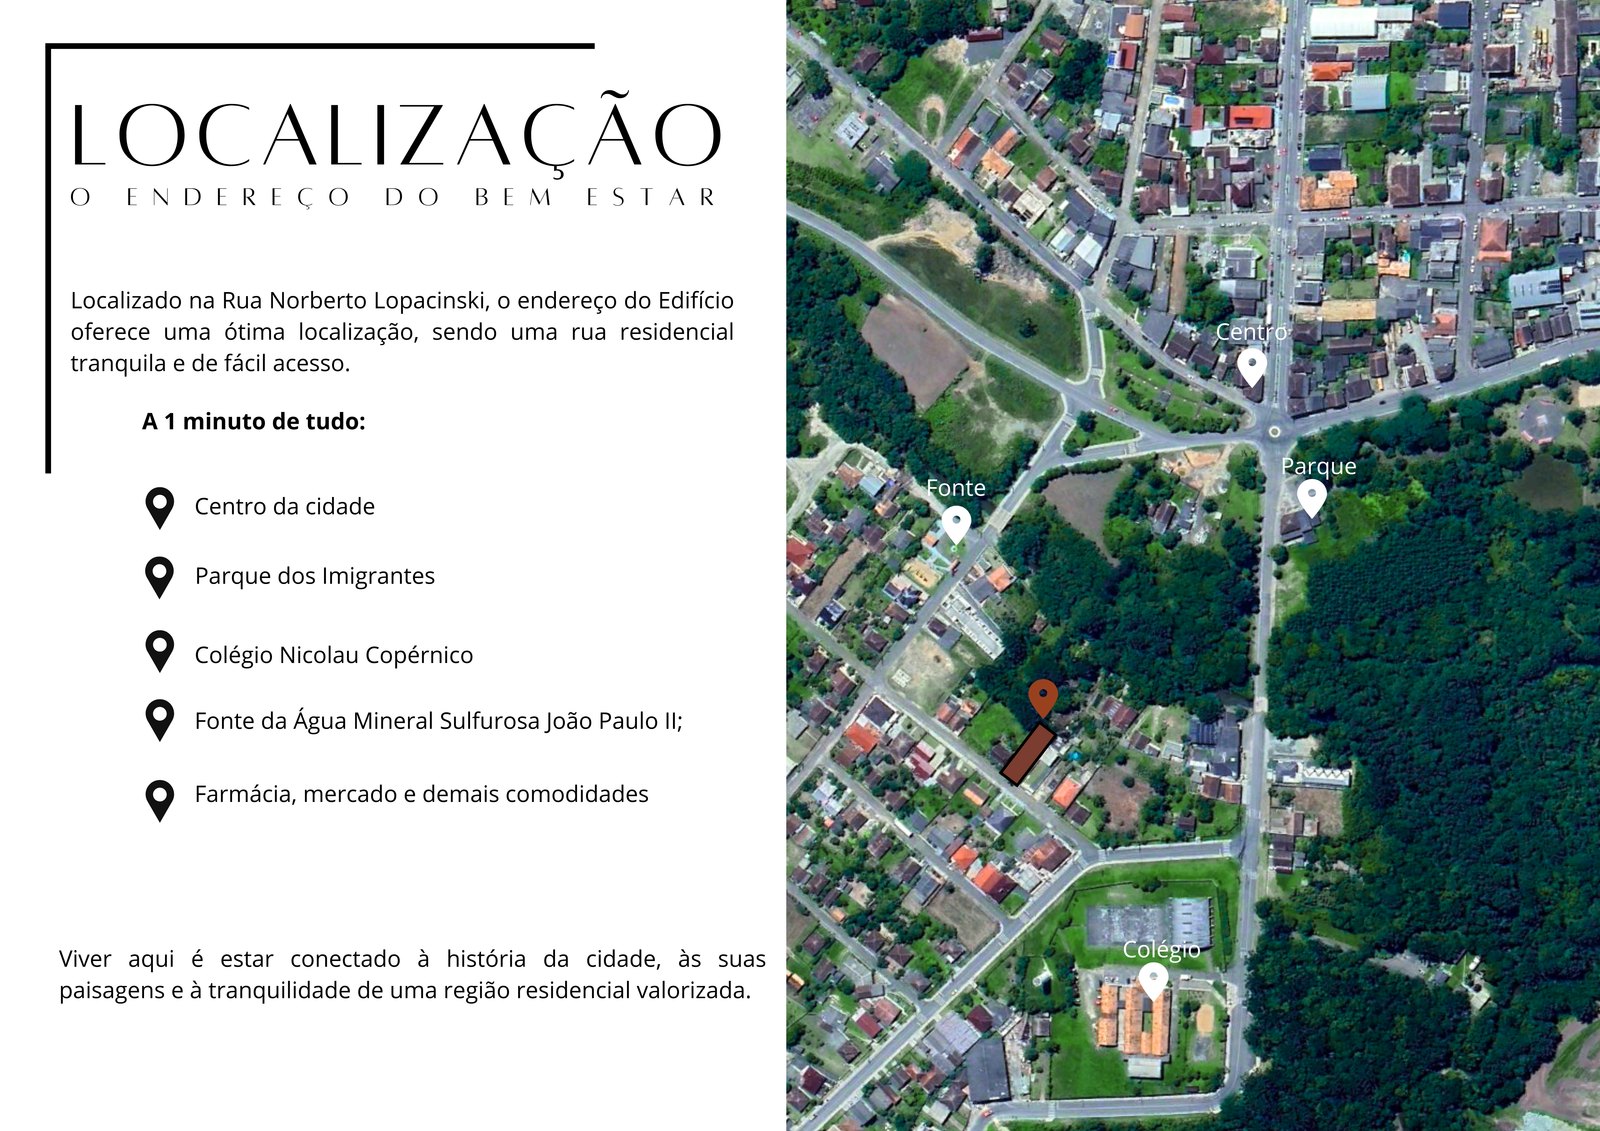 LOCALIZAÇÃO
O ENDEREÇO DO BEM ESTAR
Localizado na Rua Norberto Lopacinski, o endereço do Edifício
oferece uma ótima localização, sendo uma rua residencial
tranquila e de fácil acesso.
A 1 minuto de tudo:
Centro da cidade
Parque dos Imigrantes
Colégio Nicolau Copérnico
Fonte da Água Mineral Sulfurosa João Paulo II;
Farmácia, mercado e demais comodidades
Viver aqui é estar conectado à história da cidade, às suas
paisagens e à tranquilidade de uma região residencial valorizada.
Centro
Parque
Fonte
Colégio